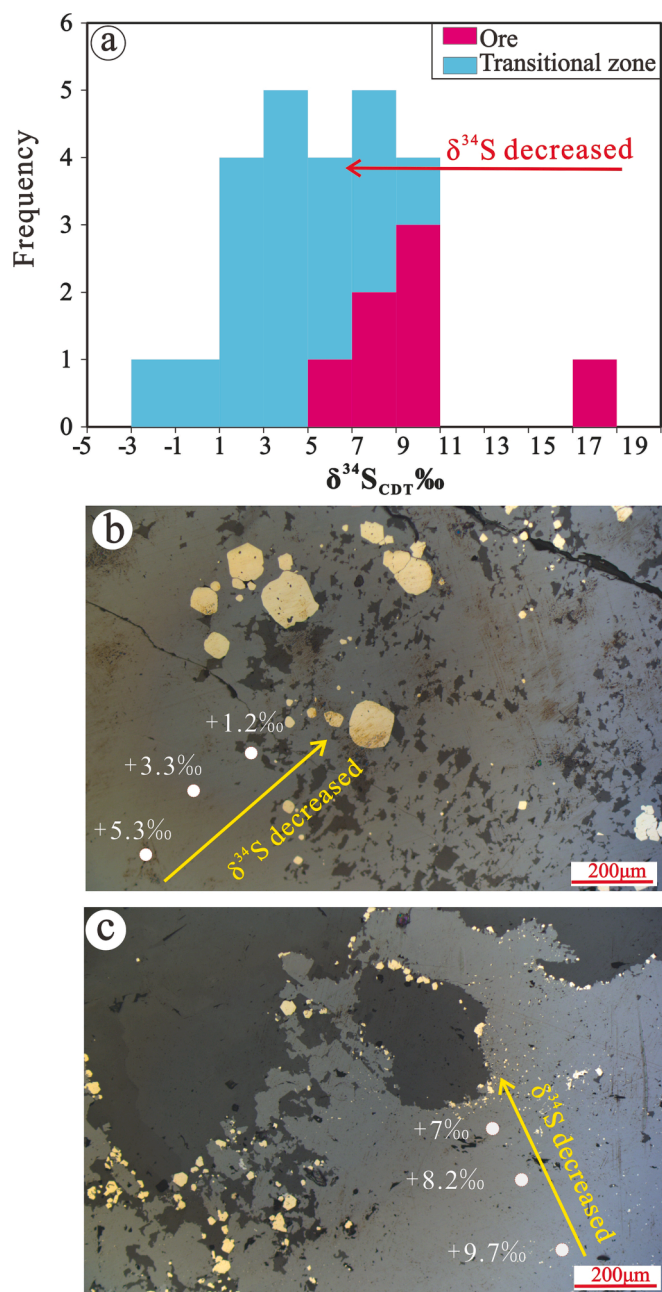 a
Ore
Transitional zone
6
5
4
3
2
1
0
δ³⁴S decreased
Frequency
-5 -3 -1 1 3 5 7 9 11 13 15 17 19
δ³⁴S_CDT‰
b
+1.2‰
+3.3‰
+5.3‰
δ³⁴S decreased
200μm
c
+7‰
+8.2‰
+9.7‰
δ³⁴S decreased
200μm